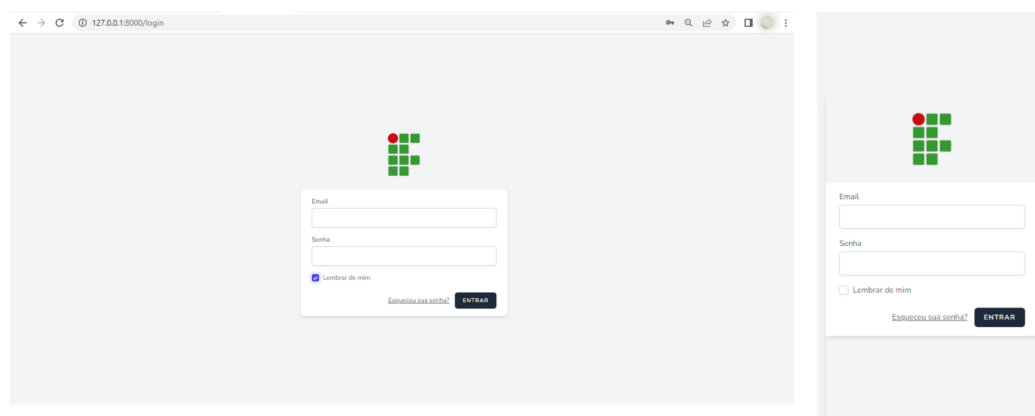 127.0.0.1:8000/login
Email
Senha
Lembrar de mim
Esqueceu sua senha? ENTRAR
Email
Senha
Lembrar de mim
Esqueceu sua senha? ENTRAR